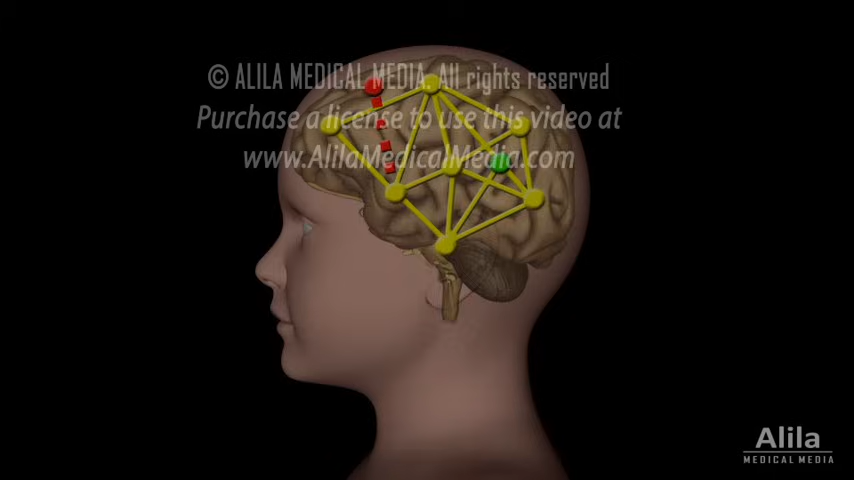 © ALILA MEDICAL MEDIA. All rights reserved
Purchase a license to use this video at
www.AlilaMedicalMedia.com
Alila
MEDICAL MEDIA